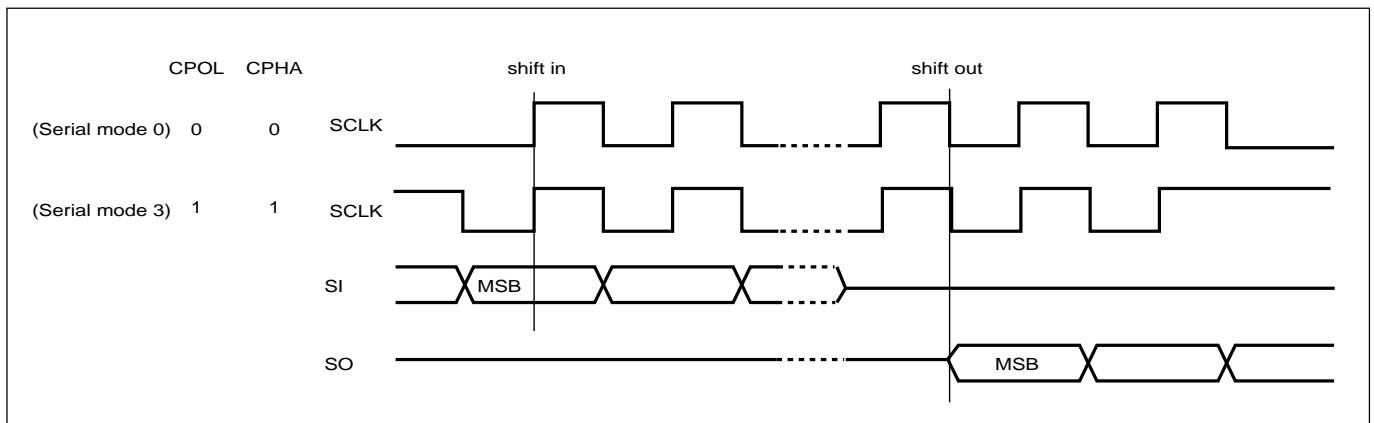 CPOL CPHA shift in shift out
(Serial mode 0) 0 0 SCLK
(Serial mode 3) 1 1 SCLK
SI MSB
SO MSB